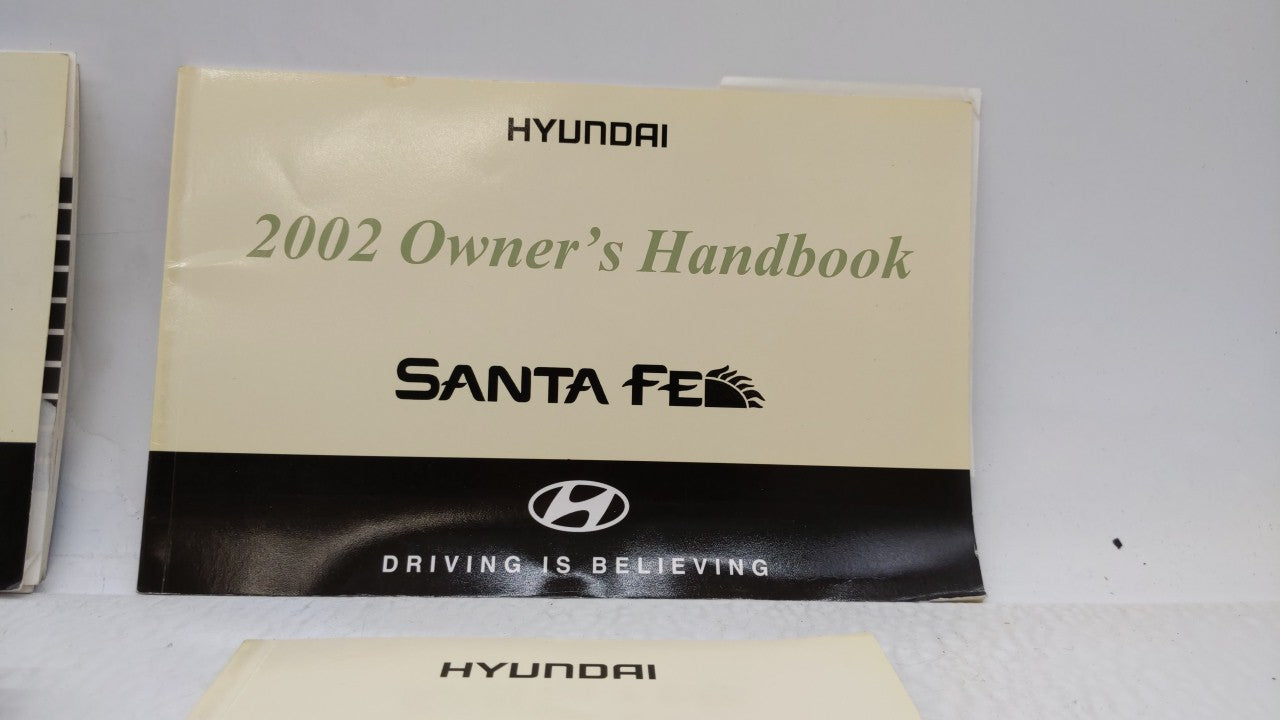 HYUNDAI
2002 Owner's Handbook
SANTA FE
DRIVING IS BELIEVING
HYUNDAI